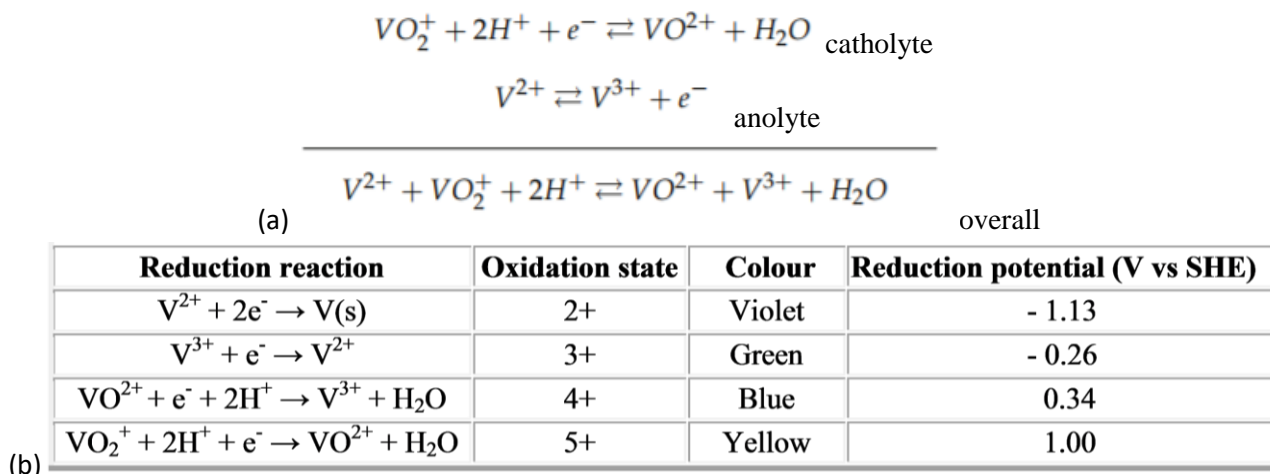 VO₂⁺ + 2H⁺ + e⁻ ⇄ VO²⁺ + H₂O catholyte
V²⁺ ⇄ V³⁺ + e⁻ anolyte
V²⁺ + VO₂⁺ + 2H⁺ ⇄ VO²⁺ + V³⁺ + H₂O
(a) overall
Reduction reaction Oxidation state Colour Reduction potential (V vs SHE)
V²⁺ + 2e⁻ → V(s) 2+ Violet - 1.13
V³⁺ + e⁻ → V²⁺ 3+ Green - 0.26
VO²⁺ + e⁻ + 2H⁺ → V³⁺ + H₂O 4+ Blue 0.34
VO₂⁺ + 2H⁺ + e⁻ → VO²⁺ + H₂O 5+ Yellow 1.00
(b)